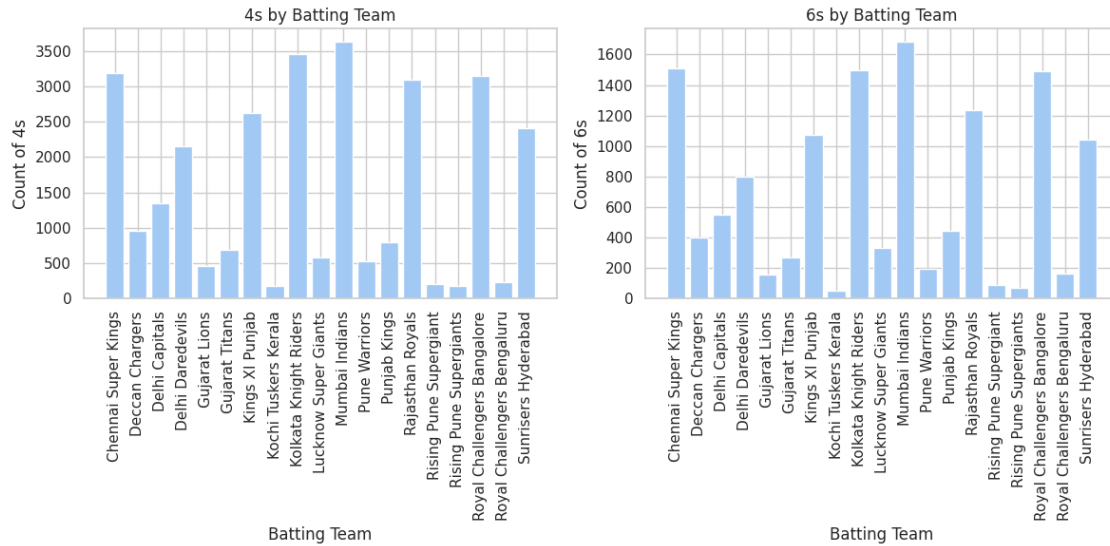 4s by Batting Team
Count of 4s
3500
3000
2500
2000
1500
1000
500
0
Chennai Super Kings
Deccan Chargers
Delhi Capitals
Delhi Daredevils
Gujarat Lions
Gujarat Titans
Kings XI Punjab
Kochi Tuskers Kerala
Kolkata Knight Riders
Lucknow Super Giants
Mumbai Indians
Pune Warriors
Punjab Kings
Rajasthan Royals
Rising Pune Supergiant
Rising Pune Supergiants
Royal Challengers Bangalore
Royal Challengers Bengaluru
Sunrisers Hyderabad
Batting Team
6s by Batting Team
Count of 6s
1600
1400
1200
1000
800
600
400
200
0
Chennai Super Kings
Deccan Chargers
Delhi Capitals
Delhi Daredevils
Gujarat Lions
Gujarat Titans
Kings XI Punjab
Kochi Tuskers Kerala
Kolkata Knight Riders
Lucknow Super Giants
Mumbai Indians
Pune Warriors
Punjab Kings
Rajasthan Royals
Rising Pune Supergiant
Rising Pune Supergiants
Royal Challengers Bangalore
Royal Challengers Bengaluru
Sunrisers Hyderabad
Batting Team